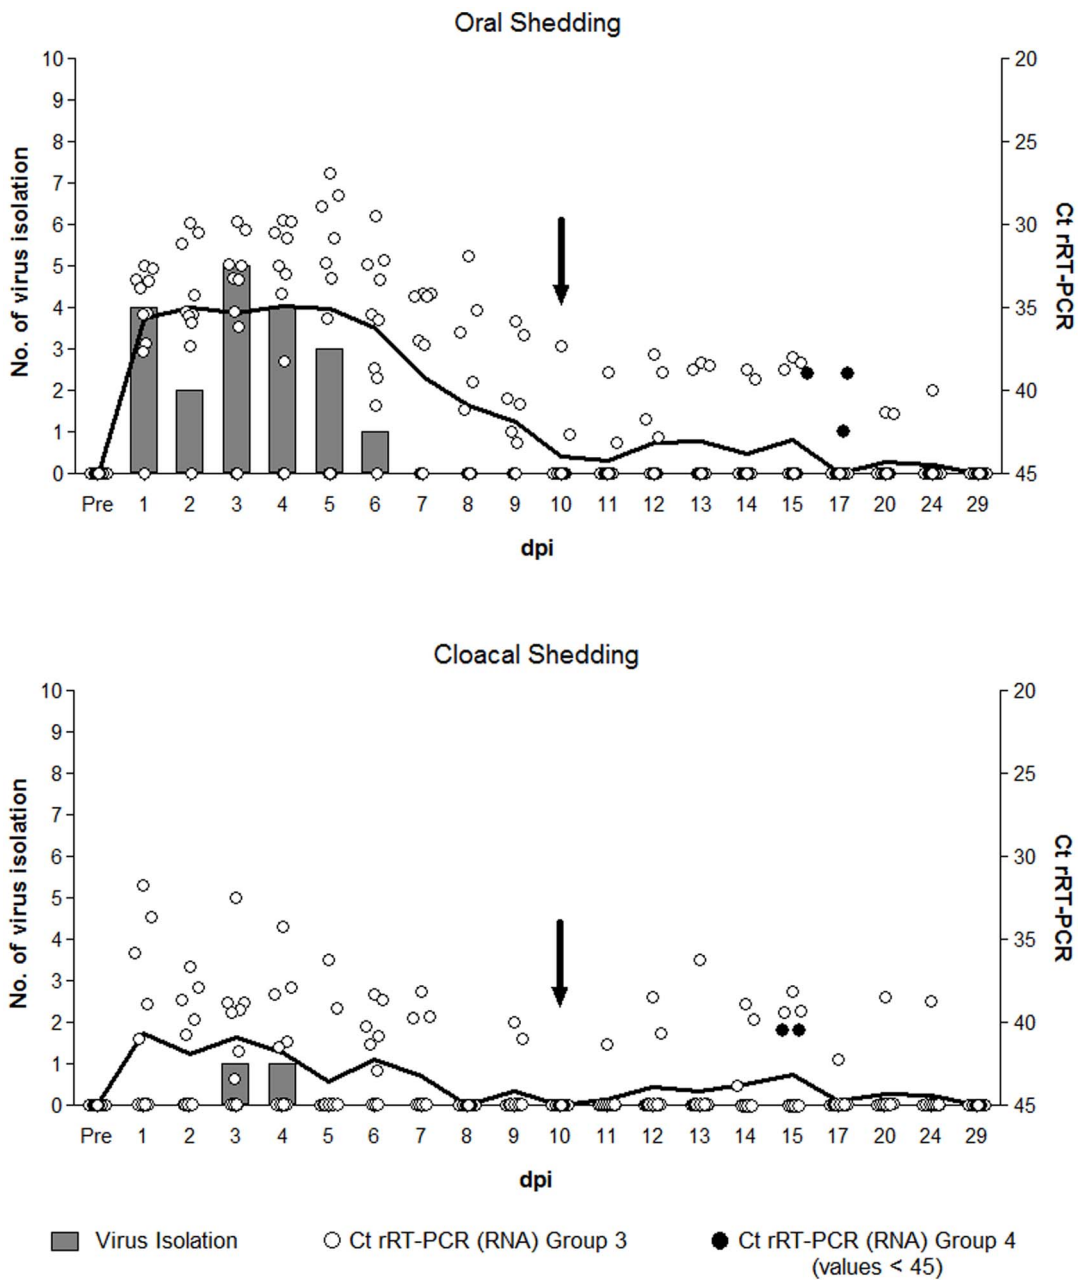 Oral Shedding
10
9
8
7
6
5
4
3
2
1
0
No. of virus isolation
20
25
30
35
40
45
Ct rRT-PCR
Pre 1 2 3 4 5 6 7 8 9 10 11 12 13 14 15 17 20 24 29
dpi
Cloacal Shedding
10
9
8
7
6
5
4
3
2
1
0
No. of virus isolation
20
25
30
35
40
45
Ct rRT-PCR
Pre 1 2 3 4 5 6 7 8 9 10 11 12 13 14 15 17 20 24 29
dpi
Virus Isolation
Ct rRT-PCR (RNA) Group 3
Ct rRT-PCR (RNA) Group 4
(values < 45)